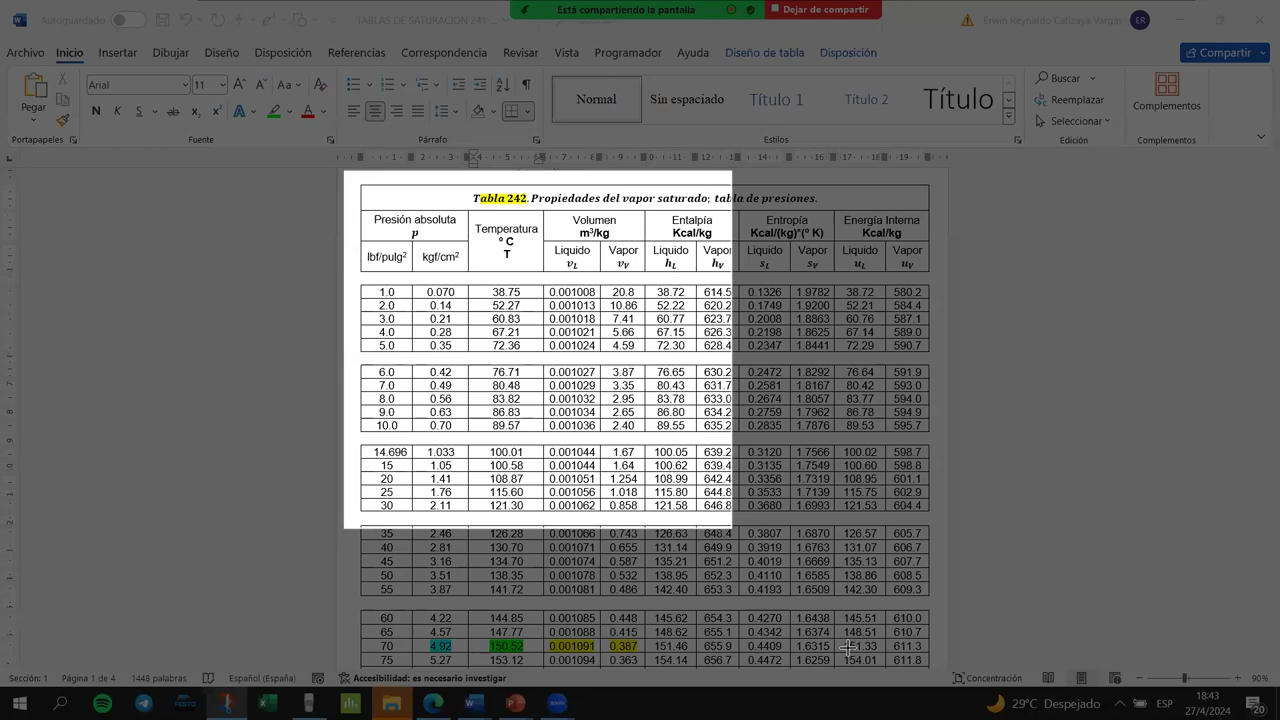 Autoguardado
TABLAS DE SATURACION 241
Está compartiendo la pantalla
Dejar de compartir
Erwin Reynaldo Calizaya Vargas
ER
Archivo Inicio Insertar Dibujar Diseño Disposición Referencias Correspondencia Revisar Vista Programador Ayuda Diseño de tabla Disposición
Compartir
Pegar
Arial 11
Normal
Sin espaciado
Título 1
Título 2
Título
Buscar
Reemplazar
Seleccionar
Complementos
Portapapeles Fuente Párrafo Estilos Edición Complementos
Tabla 242. Propiedades del vapor saturado; tabla de presiones.
Presión absoluta p Temperatura º C T Volumen m³/kg Entalpía Kcal/kg Entropía Kcal/(kg)*(º K) Energía Interna Kcal/kg
lbf/pulg² kgf/cm² Liquido vL Vapor vV Liquido hL Vapor hV Liquido sL Vapor sV Liquido uL Vapor uV
1.0 0.070 38.75 0.001008 20.8 38.72 614.5 0.1326 1.9782 38.72 580.2
2.0 0.14 52.27 0.001013 10.86 52.22 620.2 0.1749 1.9200 52.21 584.4
3.0 0.21 60.83 0.001018 7.41 60.77 623.7 0.2008 1.8863 60.76 587.1
4.0 0.28 67.21 0.001021 5.66 67.15 626.3 0.2198 1.8625 67.14 589.0
5.0 0.35 72.36 0.001024 4.59 72.30 628.4 0.2347 1.8441 72.29 590.7
6.0 0.42 76.71 0.001027 3.87 76.65 630.2 0.2472 1.8292 76.64 591.9
7.0 0.49 80.48 0.001029 3.35 80.43 631.7 0.2581 1.8167 80.42 593.0
8.0 0.56 83.82 0.001032 2.95 83.78 633.0 0.2674 1.8057 83.77 594.0
9.0 0.63 86.83 0.001034 2.65 86.80 634.2 0.2759 1.7962 86.78 594.9
10.0 0.70 89.57 0.001036 2.40 89.55 635.2 0.2835 1.7876 89.53 595.7
14.696 1.033 100.01 0.001044 1.67 100.05 639.2 0.3120 1.7566 100.02 598.7
15 1.05 100.58 0.001044 1.64 100.62 639.4 0.3135 1.7549 100.60 598.8
20 1.41 108.87 0.001051 1.254 108.99 642.4 0.3356 1.7319 108.95 601.1
25 1.76 115.60 0.001056 1.018 115.80 644.8 0.3533 1.7139 115.75 602.9
30 2.11 121.30 0.001062 0.858 121.58 646.8 0.3680 1.6993 121.53 604.4
35 2.46 126.28 0.001066 0.743 126.63 648.4 0.3807 1.6870 126.57 605.7
40 2.81 130.70 0.001071 0.655 131.14 649.9 0.3919 1.6763 131.07 606.7
45 3.16 134.70 0.001074 0.587 135.21 651.2 0.4019 1.6669 135.13 607.7
50 3.51 138.35 0.001078 0.532 138.95 652.3 0.4110 1.6585 138.86 608.5
55 3.87 141.72 0.001081 0.486 142.40 653.3 0.4193 1.6511 142.30 609.3
60 4.22 144.85 0.001085 0.448 145.62 654.3 0.4270 1.6438 145.51 610.0
65 4.57 147.77 0.001088 0.415 148.62 655.1 0.4342 1.6374 148.51 610.7
70 4.92 150.52 0.001091 0.387 151.46 655.9 0.4409 1.6315 151.33 611.3
75 5.27 153.12 0.001094 0.363 154.14 656.7 0.4472 1.6259 154.01 611.8
Sección: 1 Página 1 de 4 1448 palabras Español (España) Accesibilidad: es necesario investigar Concentración 90%
29°C Despejado ESP 18:43
27/4/2024 20